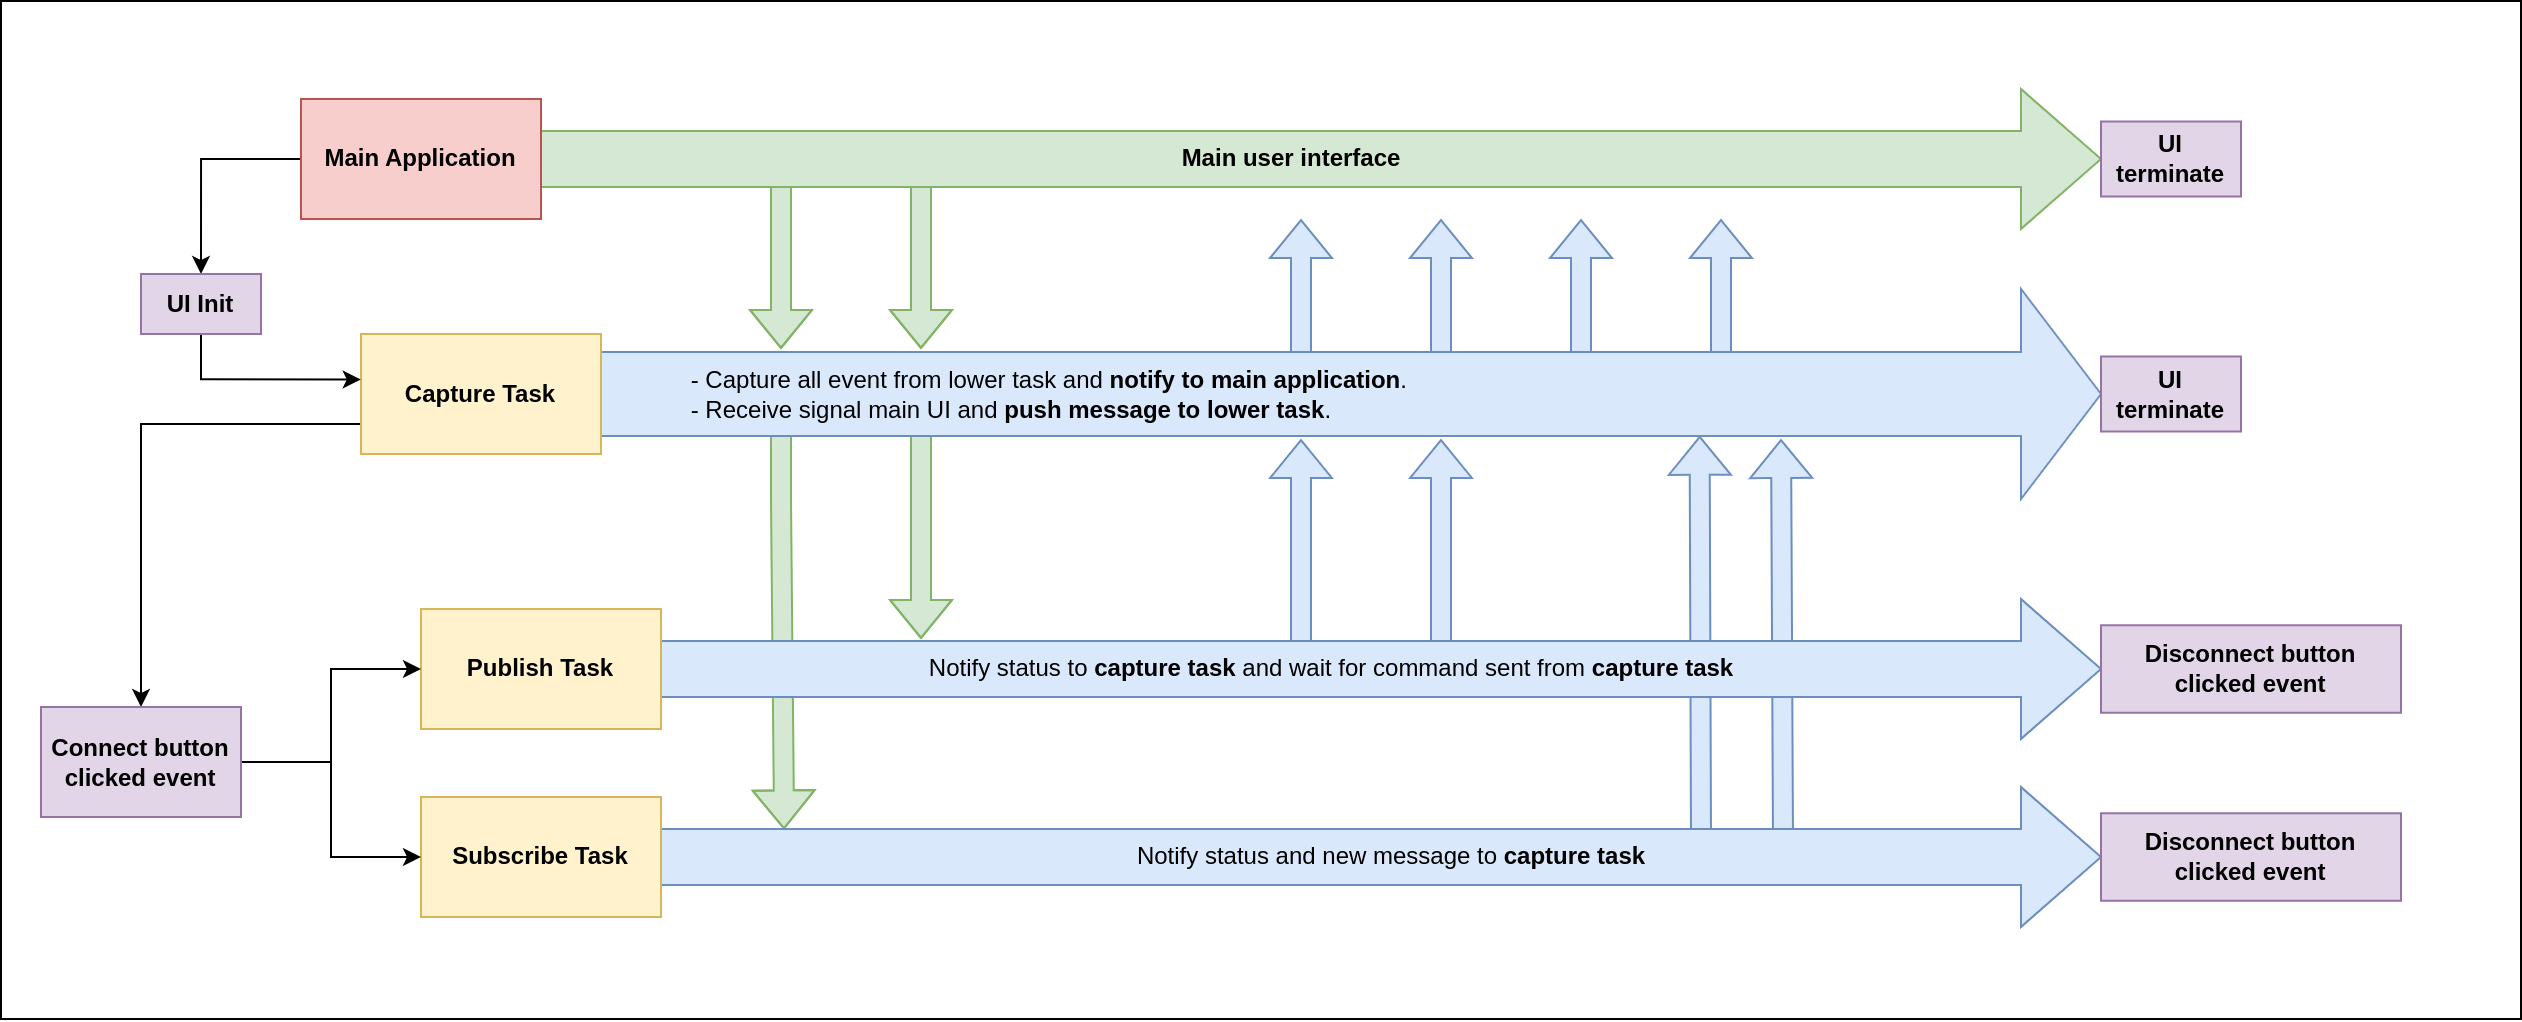 Main Application
Main user interface
UI
terminate
UI Init
Capture Task
- Capture all event from lower task and notify to main application.
- Receive signal main UI and push message to lower task.
UI
terminate
Publish Task
Notify status to capture task and wait for command sent from capture task
Disconnect button
clicked event
Connect button
clicked event
Subscribe Task
Notify status and new message to capture task
Disconnect button
clicked event